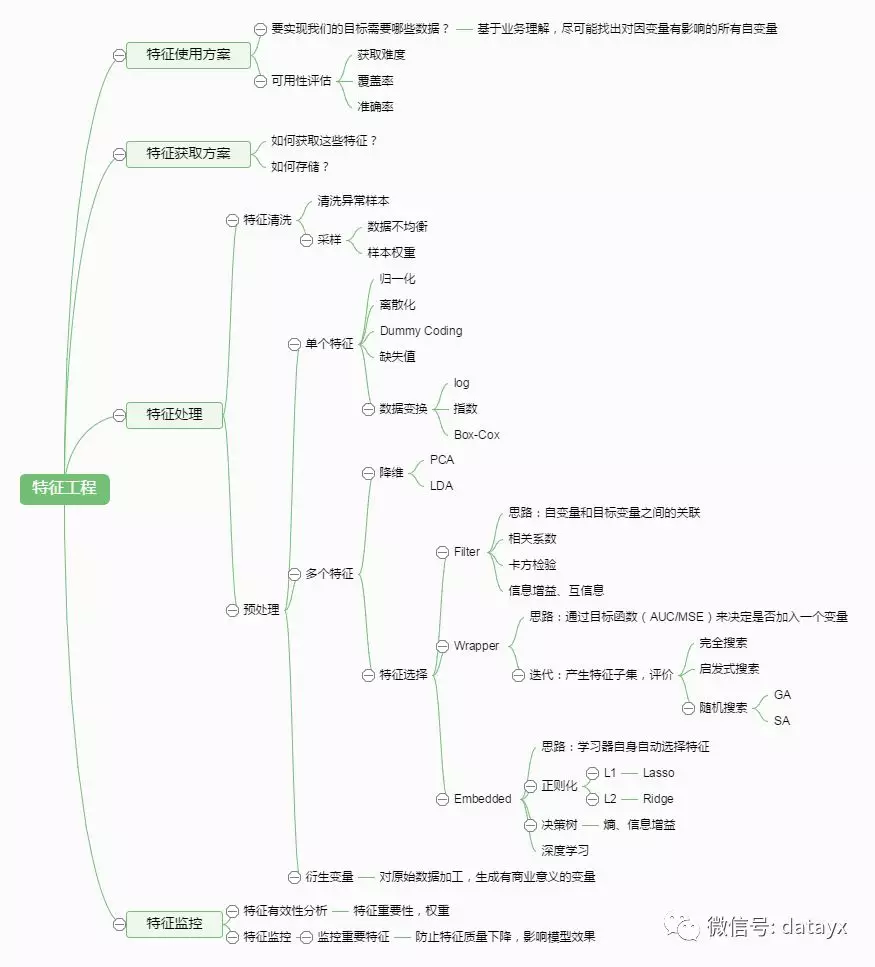 特征工程
特征使用方案
要实现我们的目标需要哪些数据？
基于业务理解，尽可能找出对因变量有影响的所有自变量
可用性评估
获取难度
覆盖率
准确率
特征获取方案
如何获取这些特征？
如何存储？
特征处理
特征清洗
清洗异常样本
采样
数据不均衡
样本权重
预处理
单个特征
归一化
离散化
Dummy Coding
缺失值
数据变换
log
指数
Box-Cox
多个特征
降维
PCA
LDA
特征选择
Filter
思路：自变量和目标变量之间的关联
相关系数
卡方检验
信息增益、互信息
Wrapper
思路：通过目标函数（AUC/MSE）来决定是否加入一个变量
迭代：产生特征子集，评价
完全搜索
启发式搜索
随机搜索
GA
SA
Embedded
思路：学习器自身自动选择特征
正则化
L1
Lasso
L2
Ridge
决策树
熵、信息增益
深度学习
衍生变量
对原始数据加工，生成有商业意义的变量
特征监控
特征有效性分析
特征重要性，权重
特征监控
监控重要特征
防止特征质量下降，影响模型效果
微信号: datayx